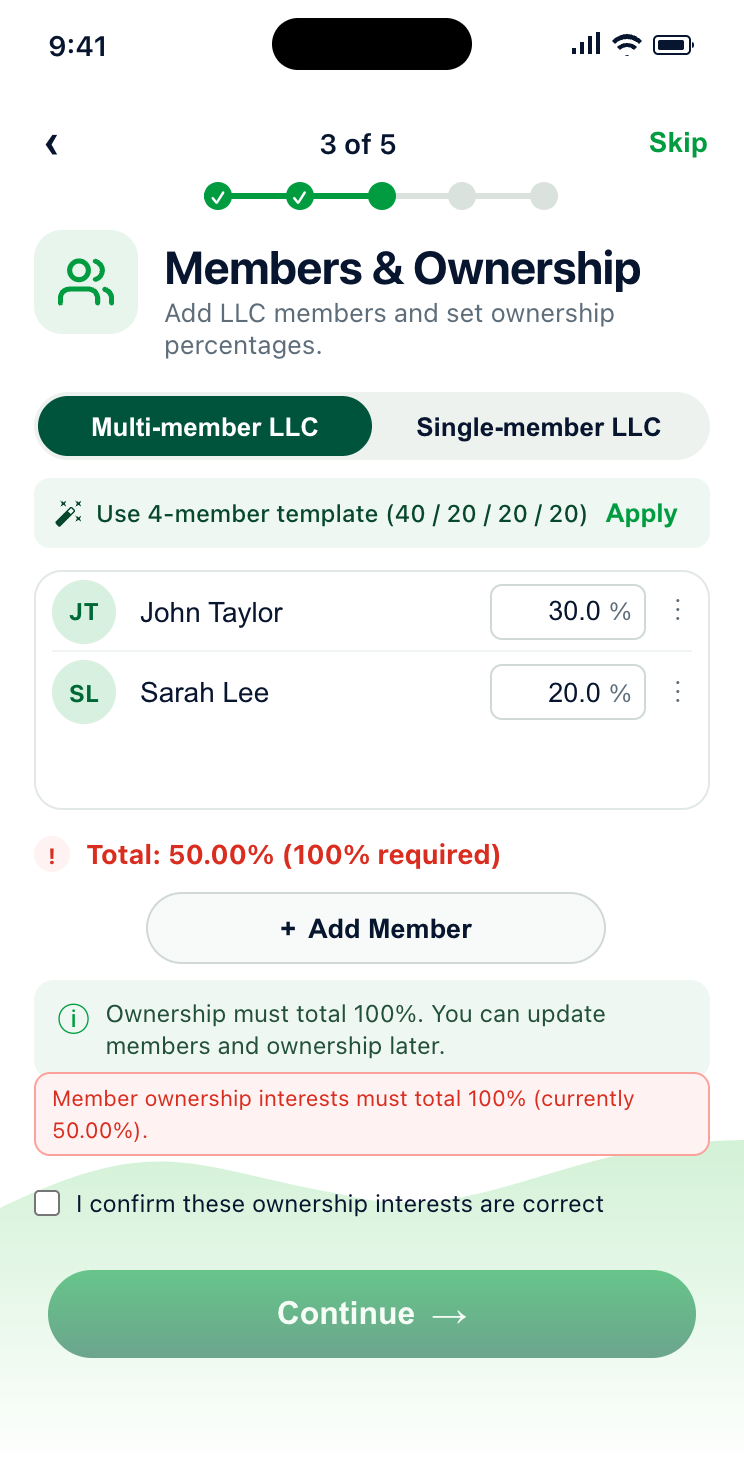 9:41
3 of 5
Skip
Members & Ownership
Add LLC members and set ownership
percentages.
Multi-member LLC
Single-member LLC
Use 4-member template (40 / 20 / 20 / 20)
Apply
JT
John Taylor
30.0 %
SL
Sarah Lee
20.0 %
! Total: 50.00% (100% required)
+ Add Member
Ownership must total 100%. You can update
members and ownership later.
Member ownership interests must total 100% (currently
50.00%).
I confirm these ownership interests are correct
Continue →